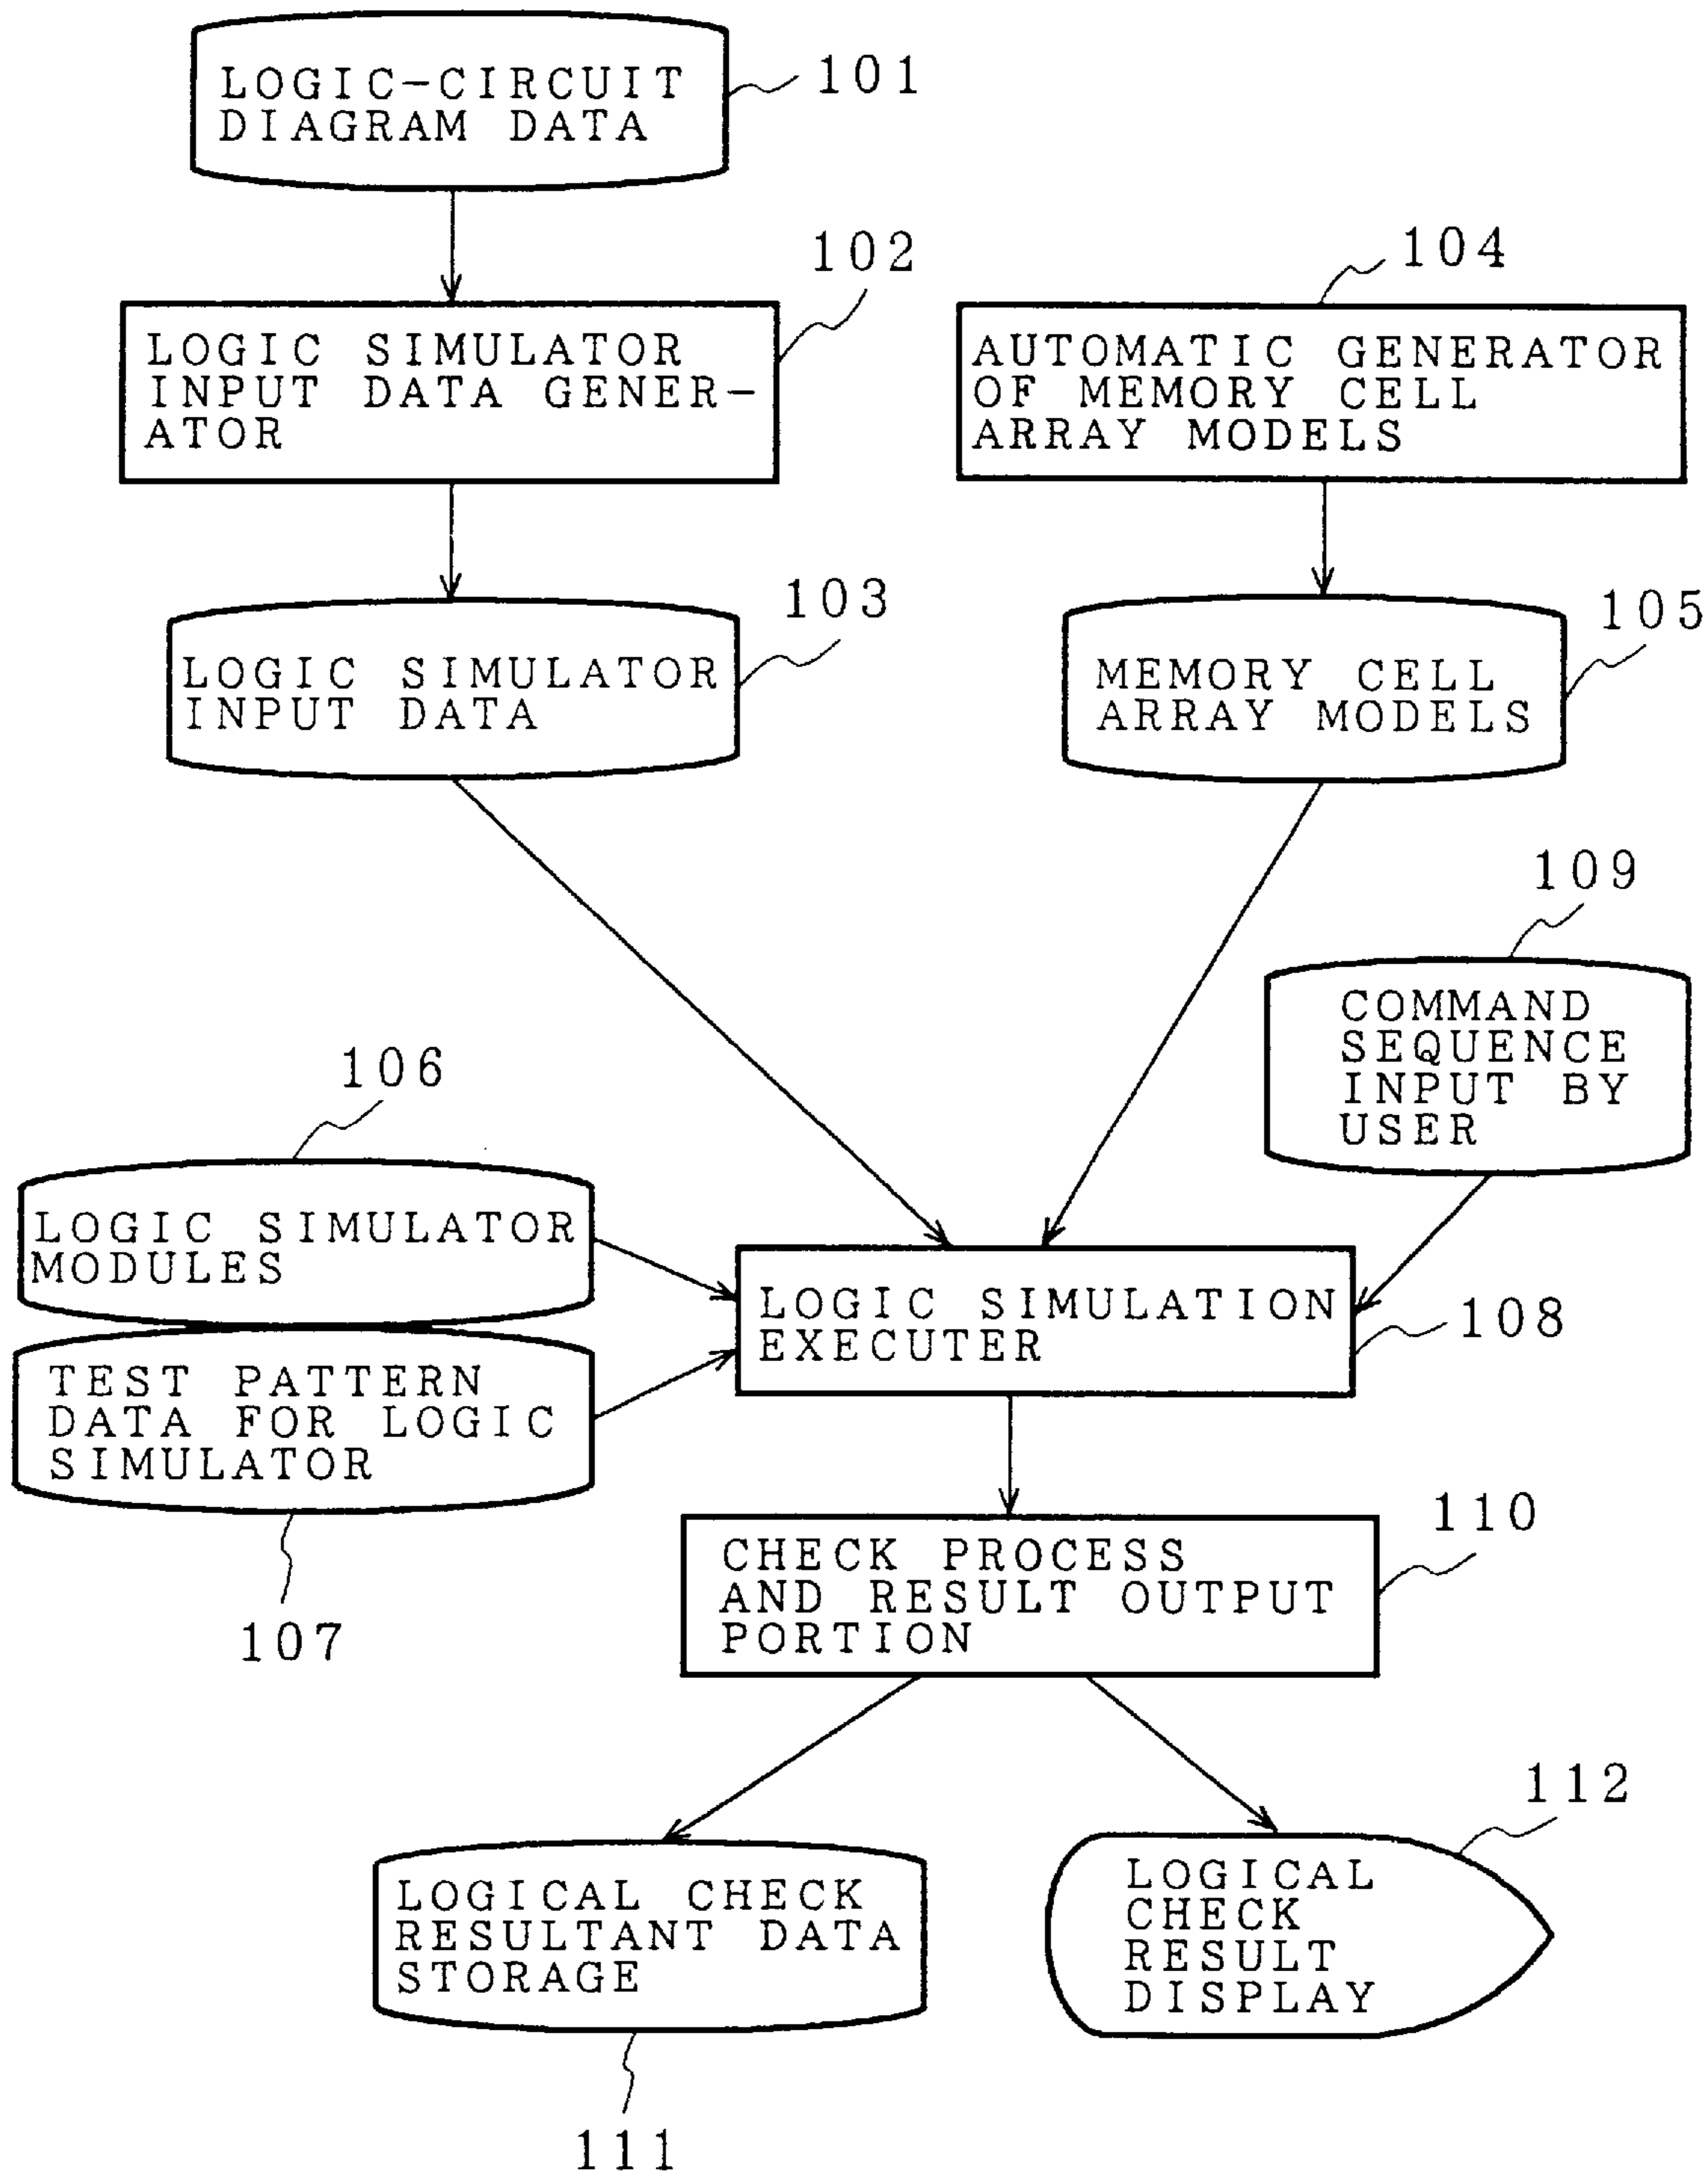 LOGIC-CIRCUIT
DIAGRAM DATA
101
102
LOGIC SIMULATOR
INPUT DATA GENER-
ATOR
104
AUTOMATIC GENERATOR
OF MEMORY CELL
ARRAY MODELS
103
LOGIC SIMULATOR
INPUT DATA
105
MEMORY CELL
ARRAY MODELS
109
COMMAND
SEQUENCE
INPUT BY
USER
106
LOGIC SIMULATOR
MODULES
TEST PATTERN
DATA FOR LOGIC
SIMULATOR
107
LOGIC SIMULATION
EXECUTER
108
110
CHECK PROCESS
AND RESULT OUTPUT
PORTION
LOGICAL CHECK
RESULTANT DATA
STORAGE
111
112
LOGICAL
CHECK
RESULT
DISPLAY